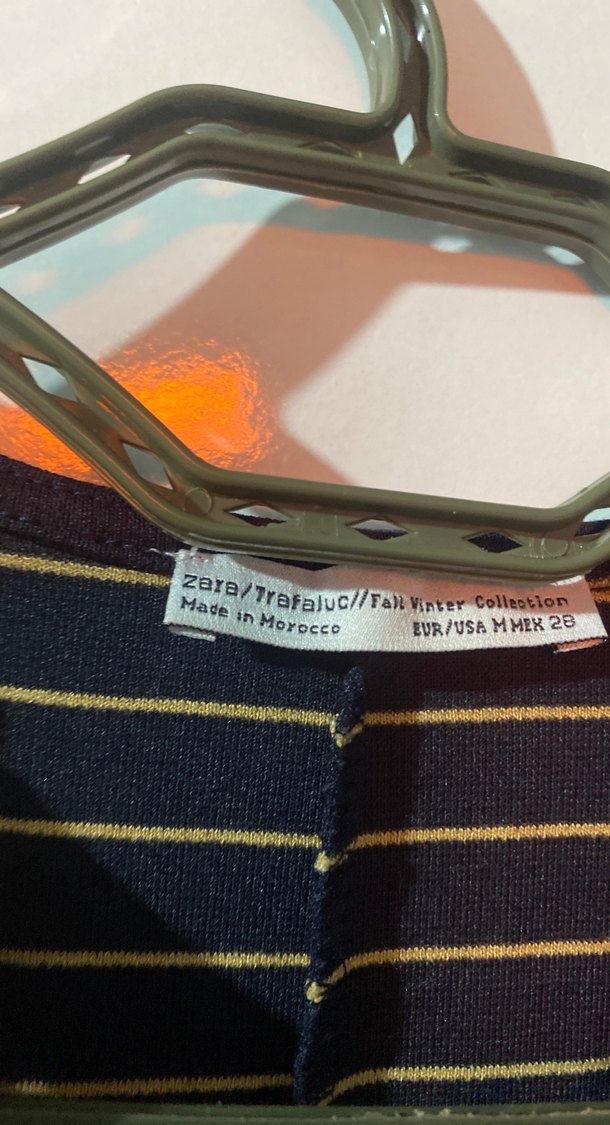 zara/Trafaluc//Fall Winter Collection
Made in Morocco EUR/USA M MEX 28